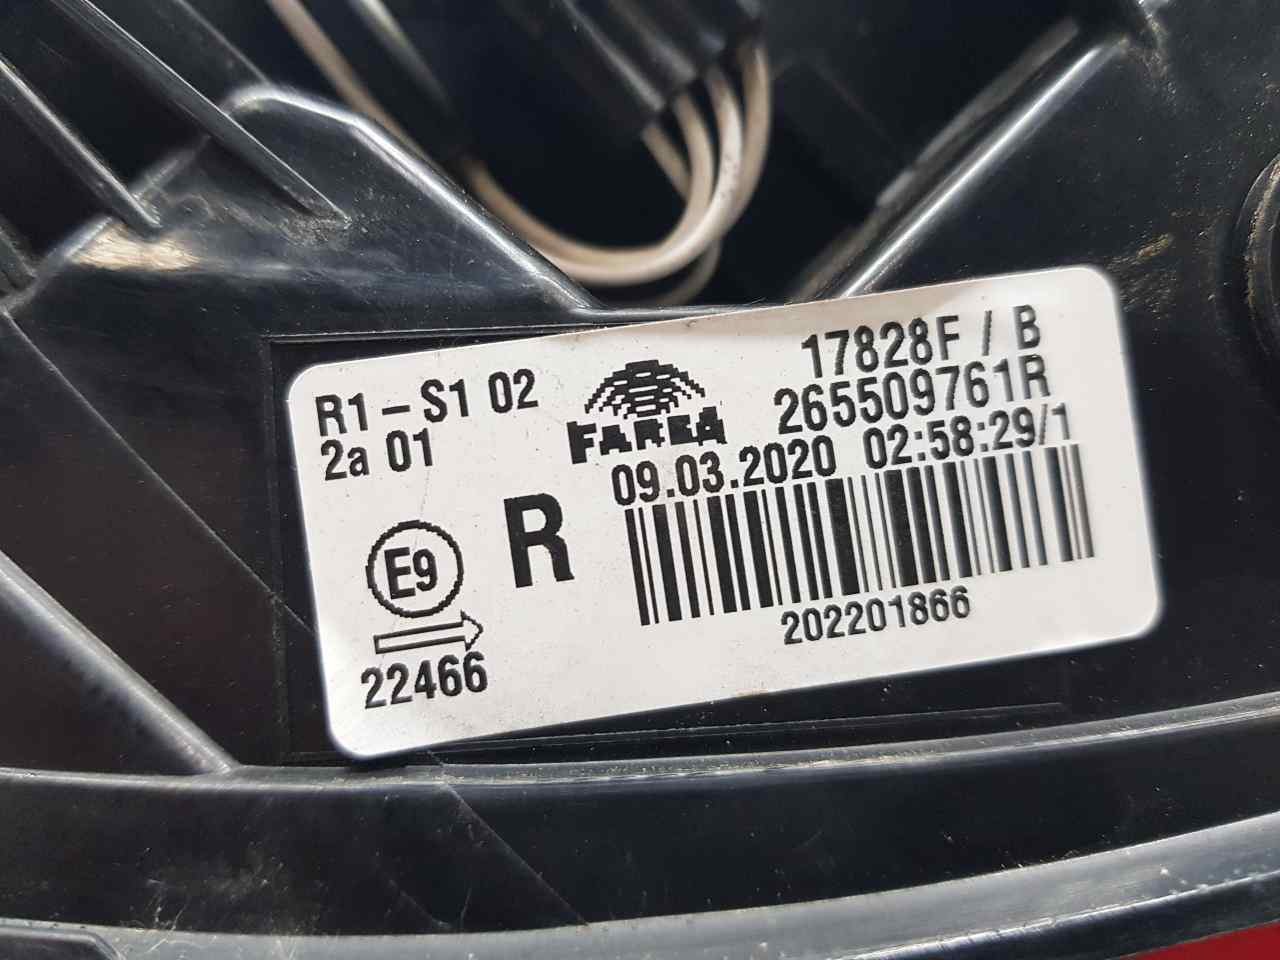 R1-S1 02
2a 01
FARBA
17828F / B
265509761R
09.03.2020 02:58:29/1
E9
R
22466
202201866